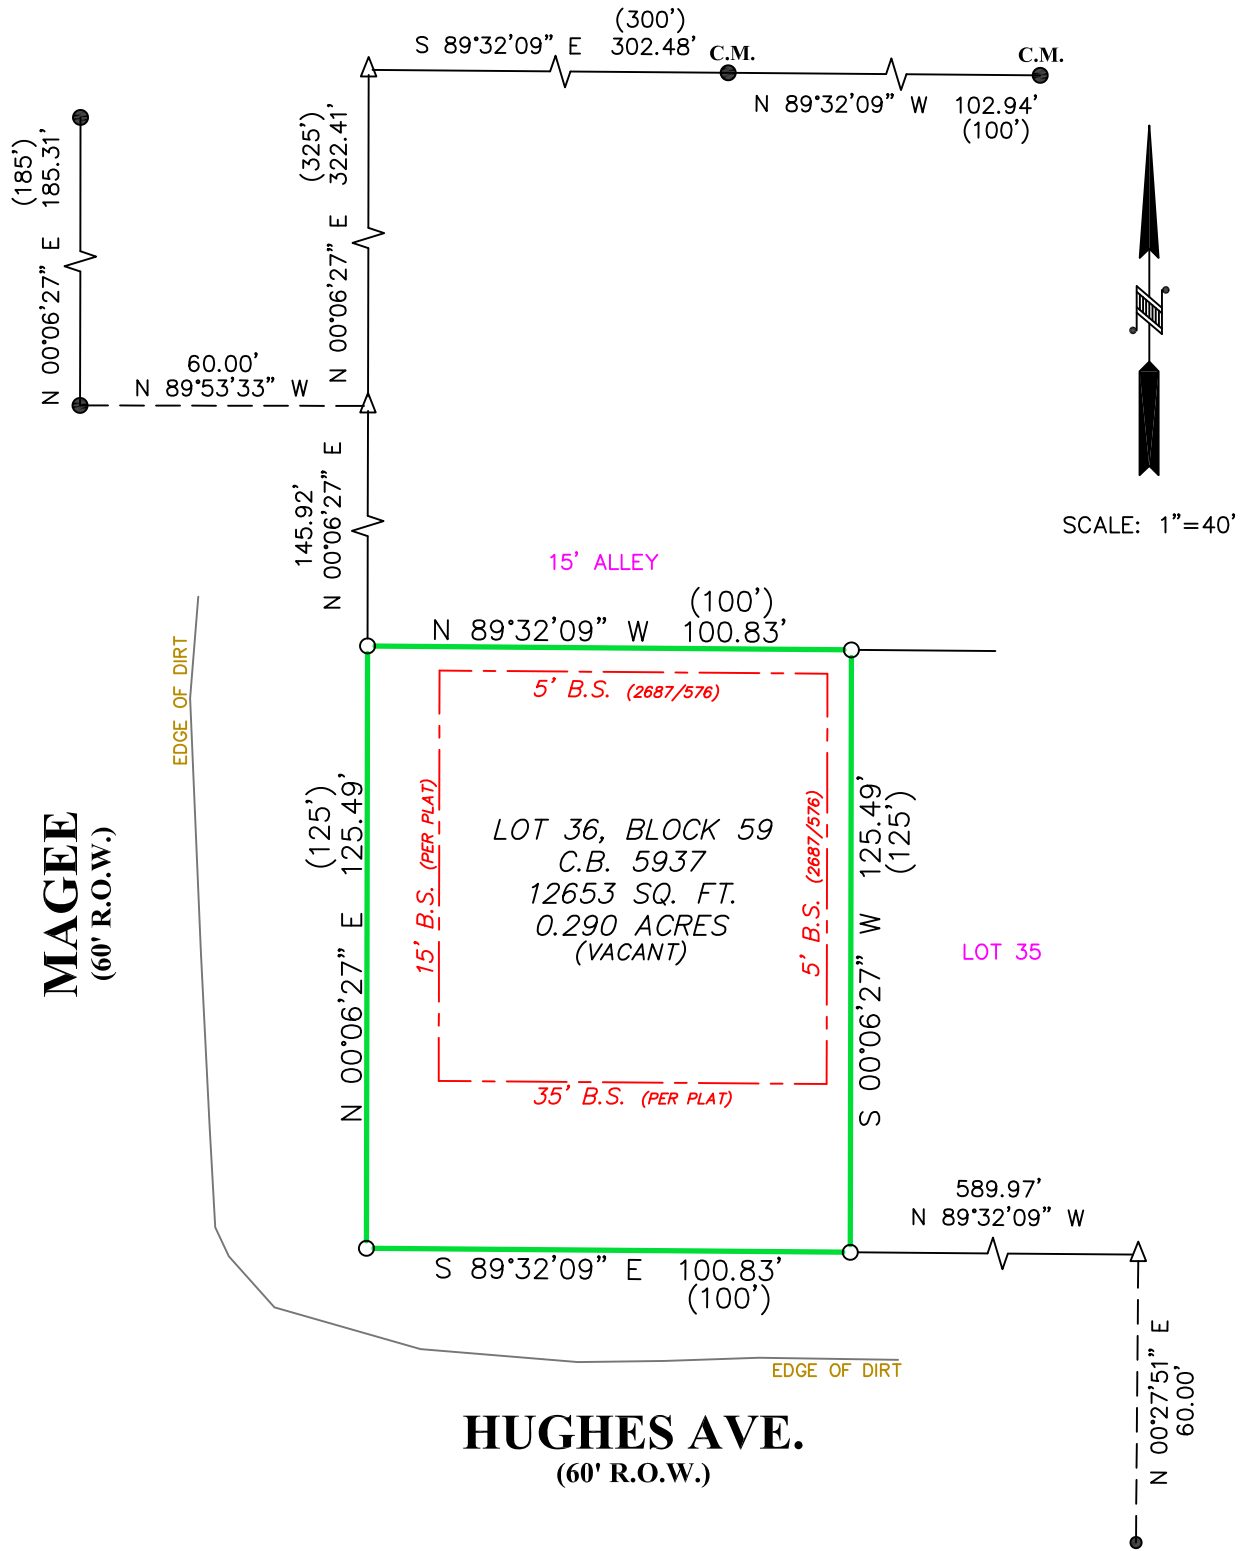 (300')
S 89°32'09" E 302.48'
C.M.
C.M.
N 89°32'09" W 102.94'
(100')
(185')
185.31'
N 00°06'27" E
(325')
322.41'
N 00°06'27" E
60.00'
N 89°53'33" W
145.92'
N 00°06'27" E
SCALE: 1"=40'
15' ALLEY
(100')
N 89°32'09" W 100.83'
EDGE OF DIRT
5' B.S. (2687/576)
MAGEE
(60' R.O.W.)
(125')
N 00°06'27" E 125.49'
15' B.S. (PER PLAT)
LOT 36, BLOCK 59
C.B. 5937
12653 SQ. FT.
0.290 ACRES
(VACANT)
5' B.S. (2687/576)
S 00°06'27" W 125.49'
(125')
LOT 35
35' B.S. (PER PLAT)
589.97'
N 89°32'09" W
S 89°32'09" E 100.83'
(100')
N 00°27'51" E
60.00'
EDGE OF DIRT
HUGHES AVE.
(60' R.O.W.)